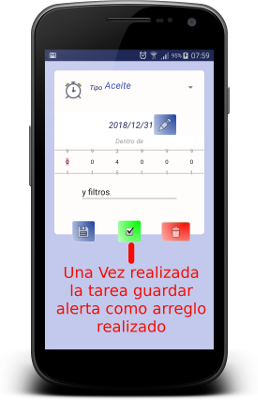 95% 07:59
Tipo Aceite
2018/12/31
Dentro de
0 0 4 0 0 0
y filtros
Una Vez realizada
la tarea guardar
alerta como arreglo
realizado